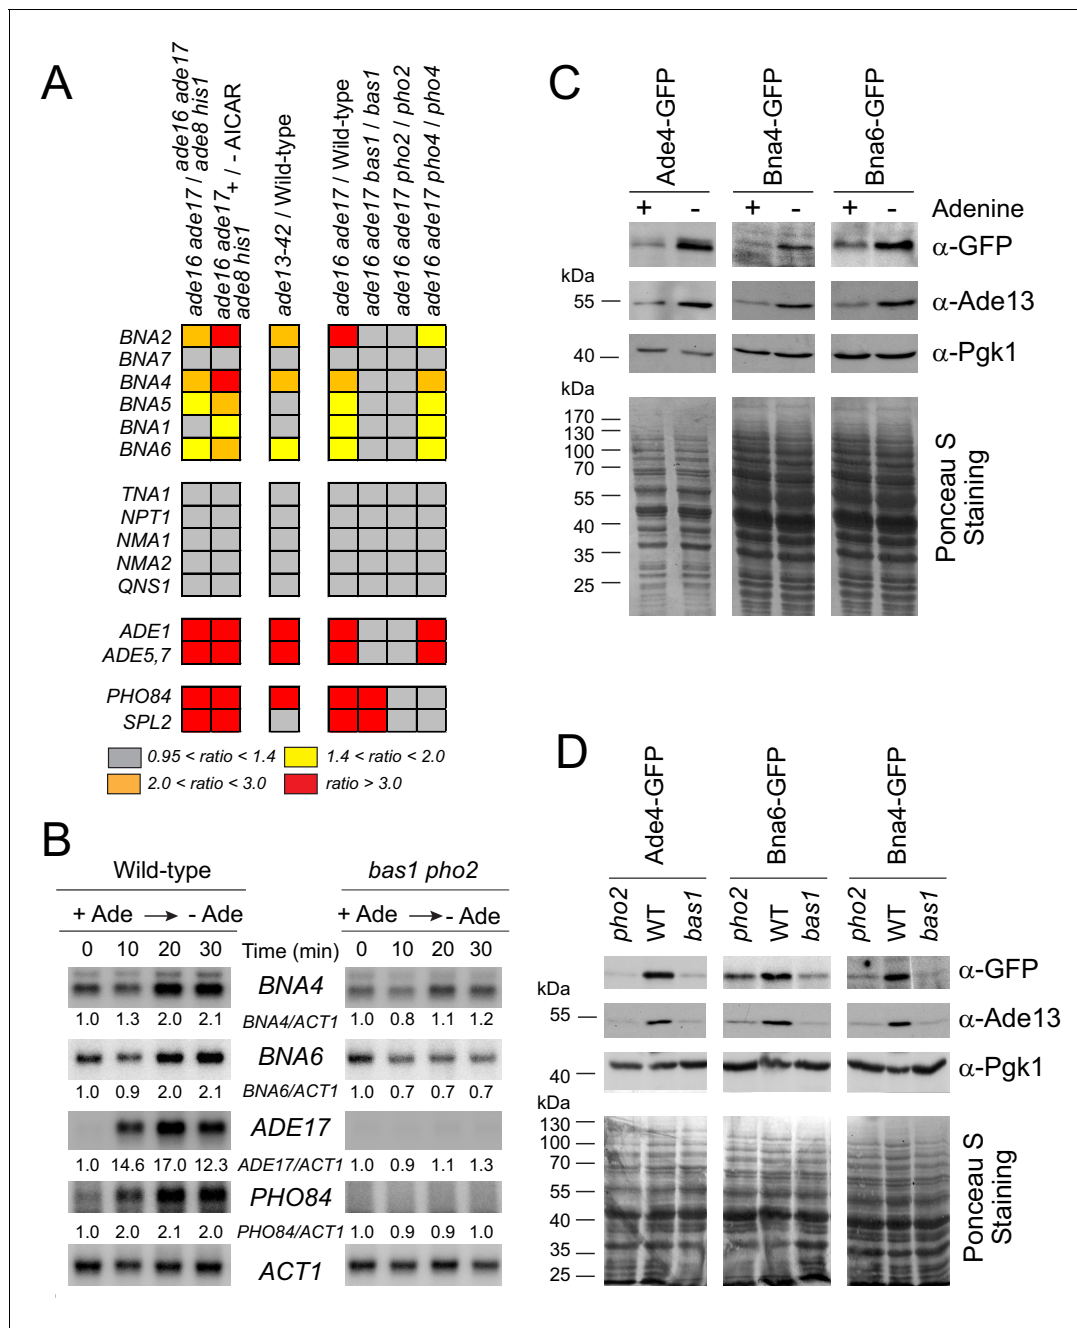 A
ade16 ade17 / ade16 ade17 ade8 his1
ade16 ade17 ade8 his1 + / - AICAR
ade13-42 / Wild-type
ade16 ade17 / Wild-type
ade16 ade17 bas1 / bas1
ade16 ade17 pho2 / pho2
ade16 ade17 pho4 / pho4
BNA2
BNA7
BNA4
BNA5
BNA1
BNA6
TNA1
NPT1
NMA1
NMA2
QNS1
ADE1
ADE5,7
PHO84
SPL2
0.95 < ratio < 1.4
1.4 < ratio < 2.0
2.0 < ratio < 3.0
ratio > 3.0
B
Wild-type
bas1 pho2
+ Ade → - Ade
+ Ade → - Ade
0 10 20 30 Time (min) 0 10 20 30
BNA4
1.0 1.3 2.0 2.1 BNA4/ACT1 1.0 0.8 1.1 1.2
BNA6
1.0 0.9 2.0 2.1 BNA6/ACT1 1.0 0.7 0.7 0.7
ADE17
1.0 14.6 17.0 12.3 ADE17/ACT1 1.0 0.9 1.1 1.3
PHO84
1.0 2.0 2.1 2.0 PHO84/ACT1 1.0 0.9 0.9 1.0
ACT1
C
Ade4-GFP
Bna4-GFP
Bna6-GFP
+ - + - + - Adenine
α-GFP
kDa
55
α-Ade13
40
α-Pgk1
kDa
170
130
100
70
55
40
35
25
Ponceau S
Staining
D
Ade4-GFP
Bna6-GFP
Bna4-GFP
pho2 WT bas1 pho2 WT bas1 pho2 WT bas1
α-GFP
kDa
55
α-Ade13
40
α-Pgk1
kDa
130
100
70
55
40
35
25
Ponceau S
Staining